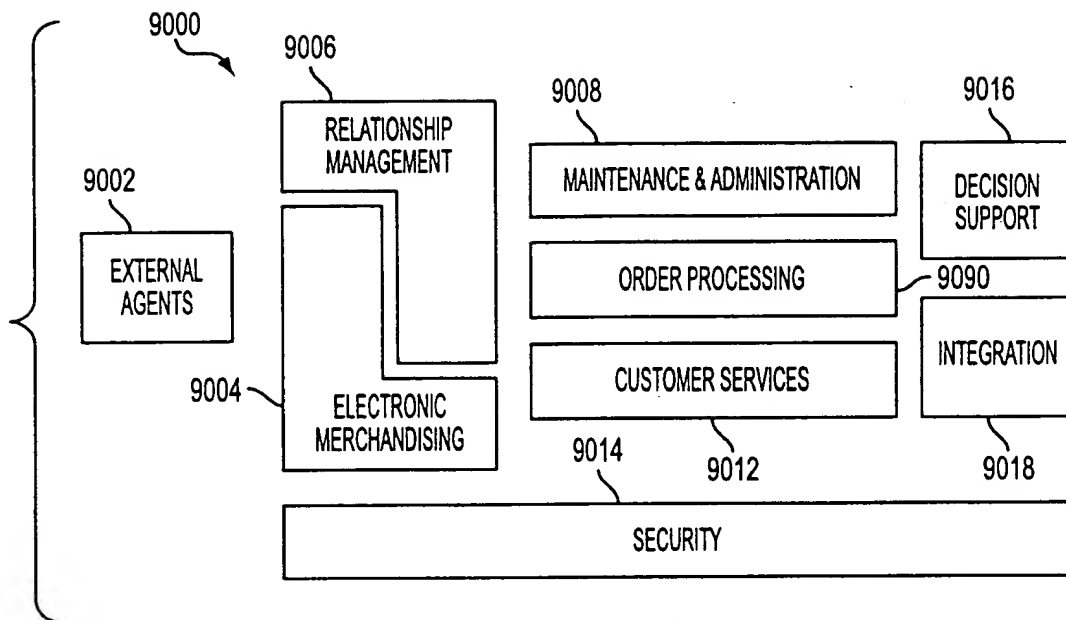 9000
9006
9008
9016
RELATIONSHIP
MANAGEMENT
MAINTENANCE & ADMINISTRATION
DECISION
SUPPORT
9002
EXTERNAL
AGENTS
ORDER PROCESSING
9090
INTEGRATION
CUSTOMER SERVICES
9004
ELECTRONIC
MERCHANDISING
9014
9012
9018
SECURITY